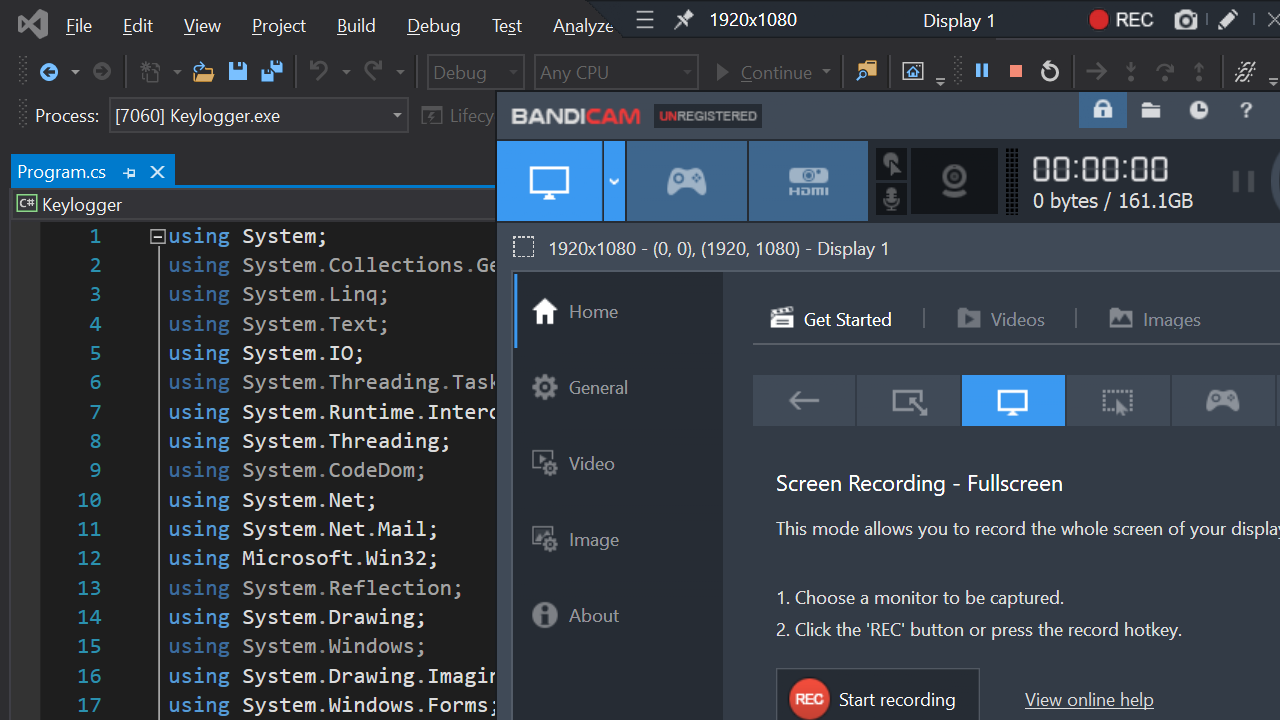 File Edit View Project Build Debug Test Analyze
1920x1080 Display 1 REC
Debug Any CPU Continue
Process: [7060] Keylogger.exe Lifecy
BANDICAM UNREGISTERED ?
Program.cs
HDMI
00:00:00
0 bytes / 161.1GB
C# Keylogger
1920x1080 - (0, 0), (1920, 1080) - Display 1
1 using System;
2 using System.Collections.Ge
3 using System.Linq;
4 using System.Text;
5 using System.IO;
6 using System.Threading.Task
7 using System.Runtime.Interc
8 using System.Threading;
9 using System.CodeDom;
10 using System.Net;
11 using System.Net.Mail;
12 using Microsoft.Win32;
13 using System.Reflection;
14 using System.Drawing;
15 using System.Windows;
16 using System.Drawing.Imagin
17 using System.Windows.Forms;
Home
General
Video
Image
About
Get Started Videos Images
Screen Recording - Fullscreen
This mode allows you to record the whole screen of your display
1. Choose a monitor to be captured.
2. Click the 'REC' button or press the record hotkey.
REC Start recording View online help